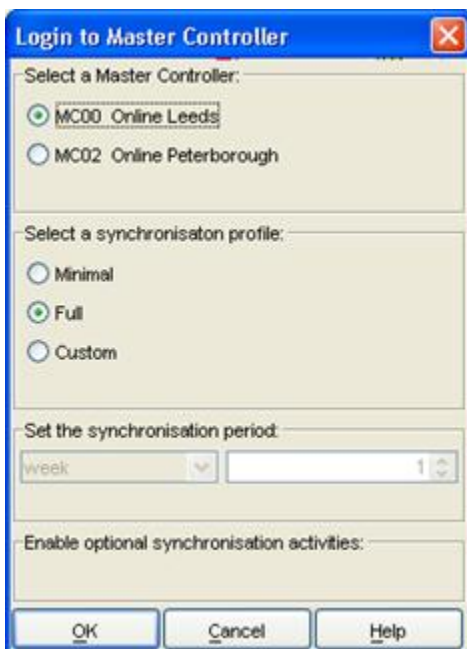 Login to Master Controller
Select a Master Controller:
MC00 Online Leeds
MC02 Online Peterborough
Select a synchronisaton profile:
Minimal
Full
Custom
Set the synchronisation period:
week 1
Enable optional synchronisation activities:
OK Cancel Help